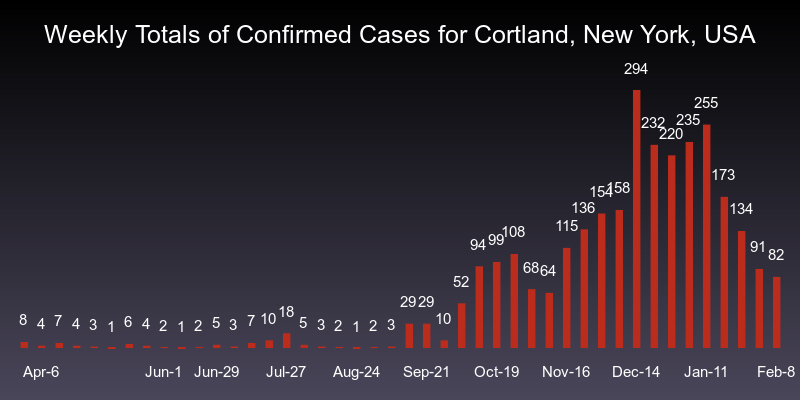 Weekly Totals of Confirmed Cases for Cortland, New York, USA
8 4 7 4 3 1 6 4 2 1 2 5 3 7 10 18 5 3 2 1 2 3 29 29 10 52 94 99 108 68 64 115 136 154 158 294 232 220 235 255 173 134 91 82
Apr-6 Jun-1 Jun-29 Jul-27 Aug-24 Sep-21 Oct-19 Nov-16 Dec-14 Jan-11 Feb-8